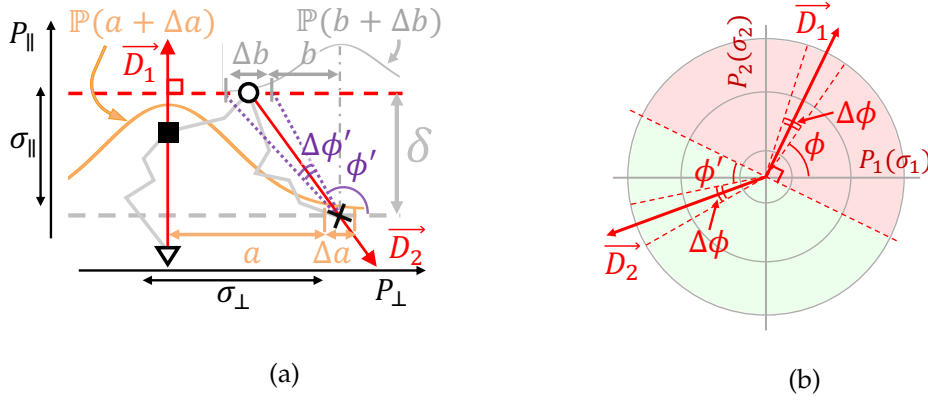 P∥
ℙ(a + Δa)
D₁→
Δb b
ℙ(b + Δb)
σ∥
Δϕ′
ϕ′
δ
a Δa
D₂→
σ⊥
P⊥
(a)
P₂(σ₂)
D₁→
Δϕ
ϕ
P₁(σ₁)
ϕ′
Δϕ
D₂→
(b)